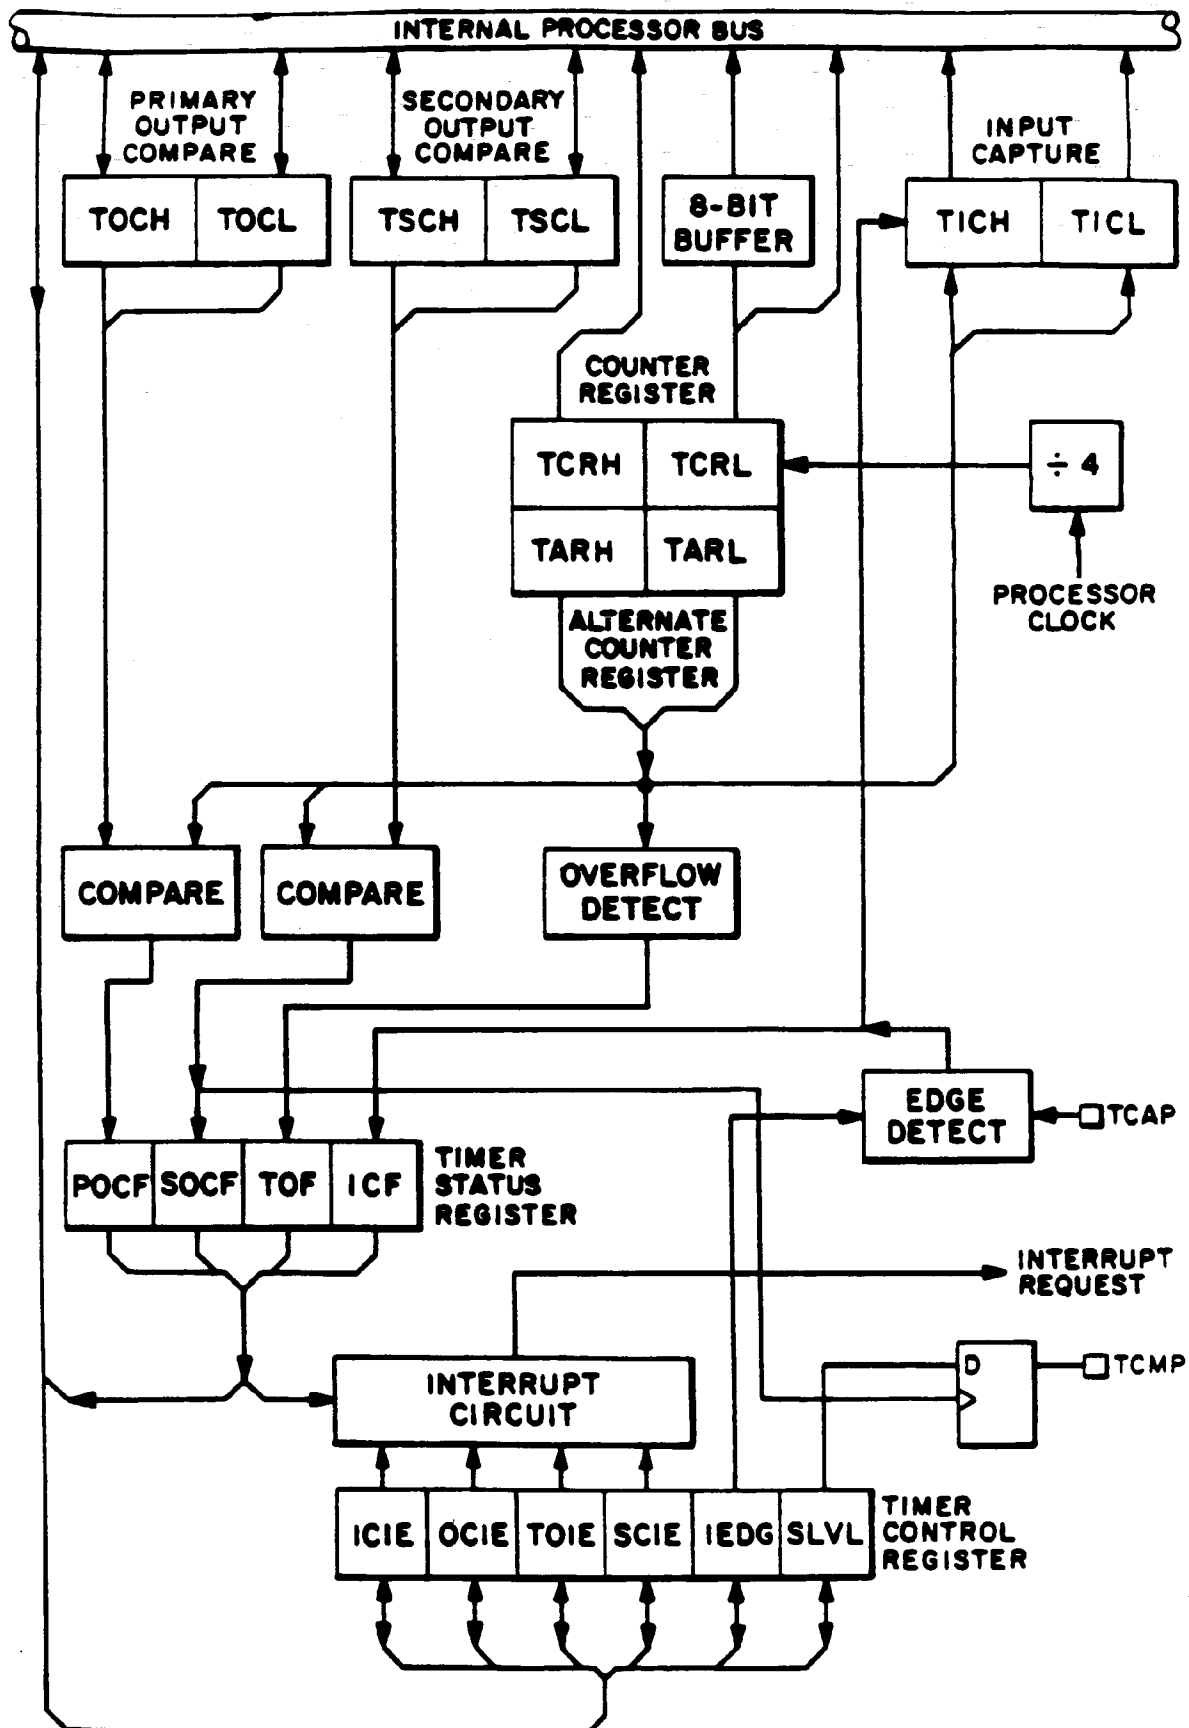 INTERNAL PROCESSOR BUS
PRIMARY
OUTPUT
COMPARE
SECONDARY
OUTPUT
COMPARE
INPUT
CAPTURE
TOCH TOCL
TSCH TSCL
8-BIT
BUFFER
TICH TICL
COUNTER
REGISTER
TCRH TCRL
÷ 4
TARH TARL
PROCESSOR
CLOCK
ALTERNATE
COUNTER
REGISTER
COMPARE
COMPARE
OVERFLOW
DETECT
EDGE
DETECT
TCAP
POCF SOCF TOF ICF
TIMER
STATUS
REGISTER
INTERRUPT
REQUEST
INTERRUPT
CIRCUIT
D
TCMP
ICIE OCIE TOIE SCIE IEDG SLVL
TIMER
CONTROL
REGISTER